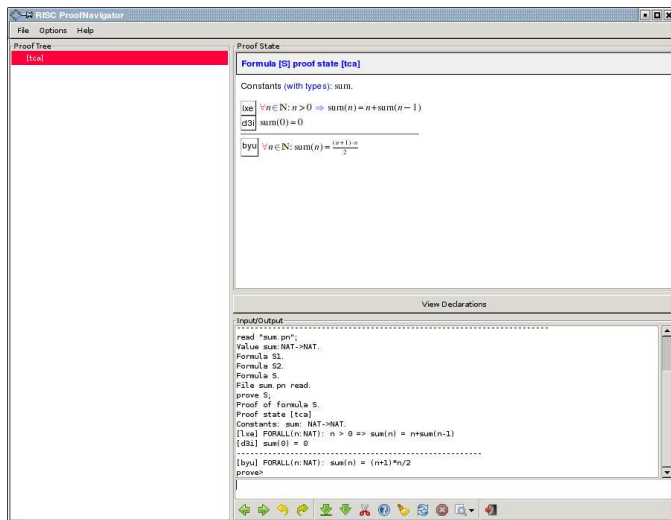 RISC ProofNavigator
File Options Help
Proof Tree
[tca]
Proof State
Formula [S] proof state [tca]
Constants (with types): sum.
lxe ∀n∈ℕ: n>0 ⇒ sum(n)=n+sum(n−1)
d3i sum(0)=0
byu ∀n∈ℕ: sum(n)=(n+1)·n/2
View Declarations
Input/Output
------------------------------------------------------------
read "sum.pn";
Value sum:NAT->NAT.
Formula S1.
Formula S2.
Formula S.
File sum.pn read.
prove S;
Proof of formula S.
Proof state [tca]
Constants: sum: NAT->NAT.
[lxe] FORALL(n:NAT): n > 0 => sum(n) = n+sum(n-1)
[d3i] sum(0) = 0
------------------------------------------------
[byu] FORALL(n:NAT): sum(n) = (n+1)*n/2
prove>